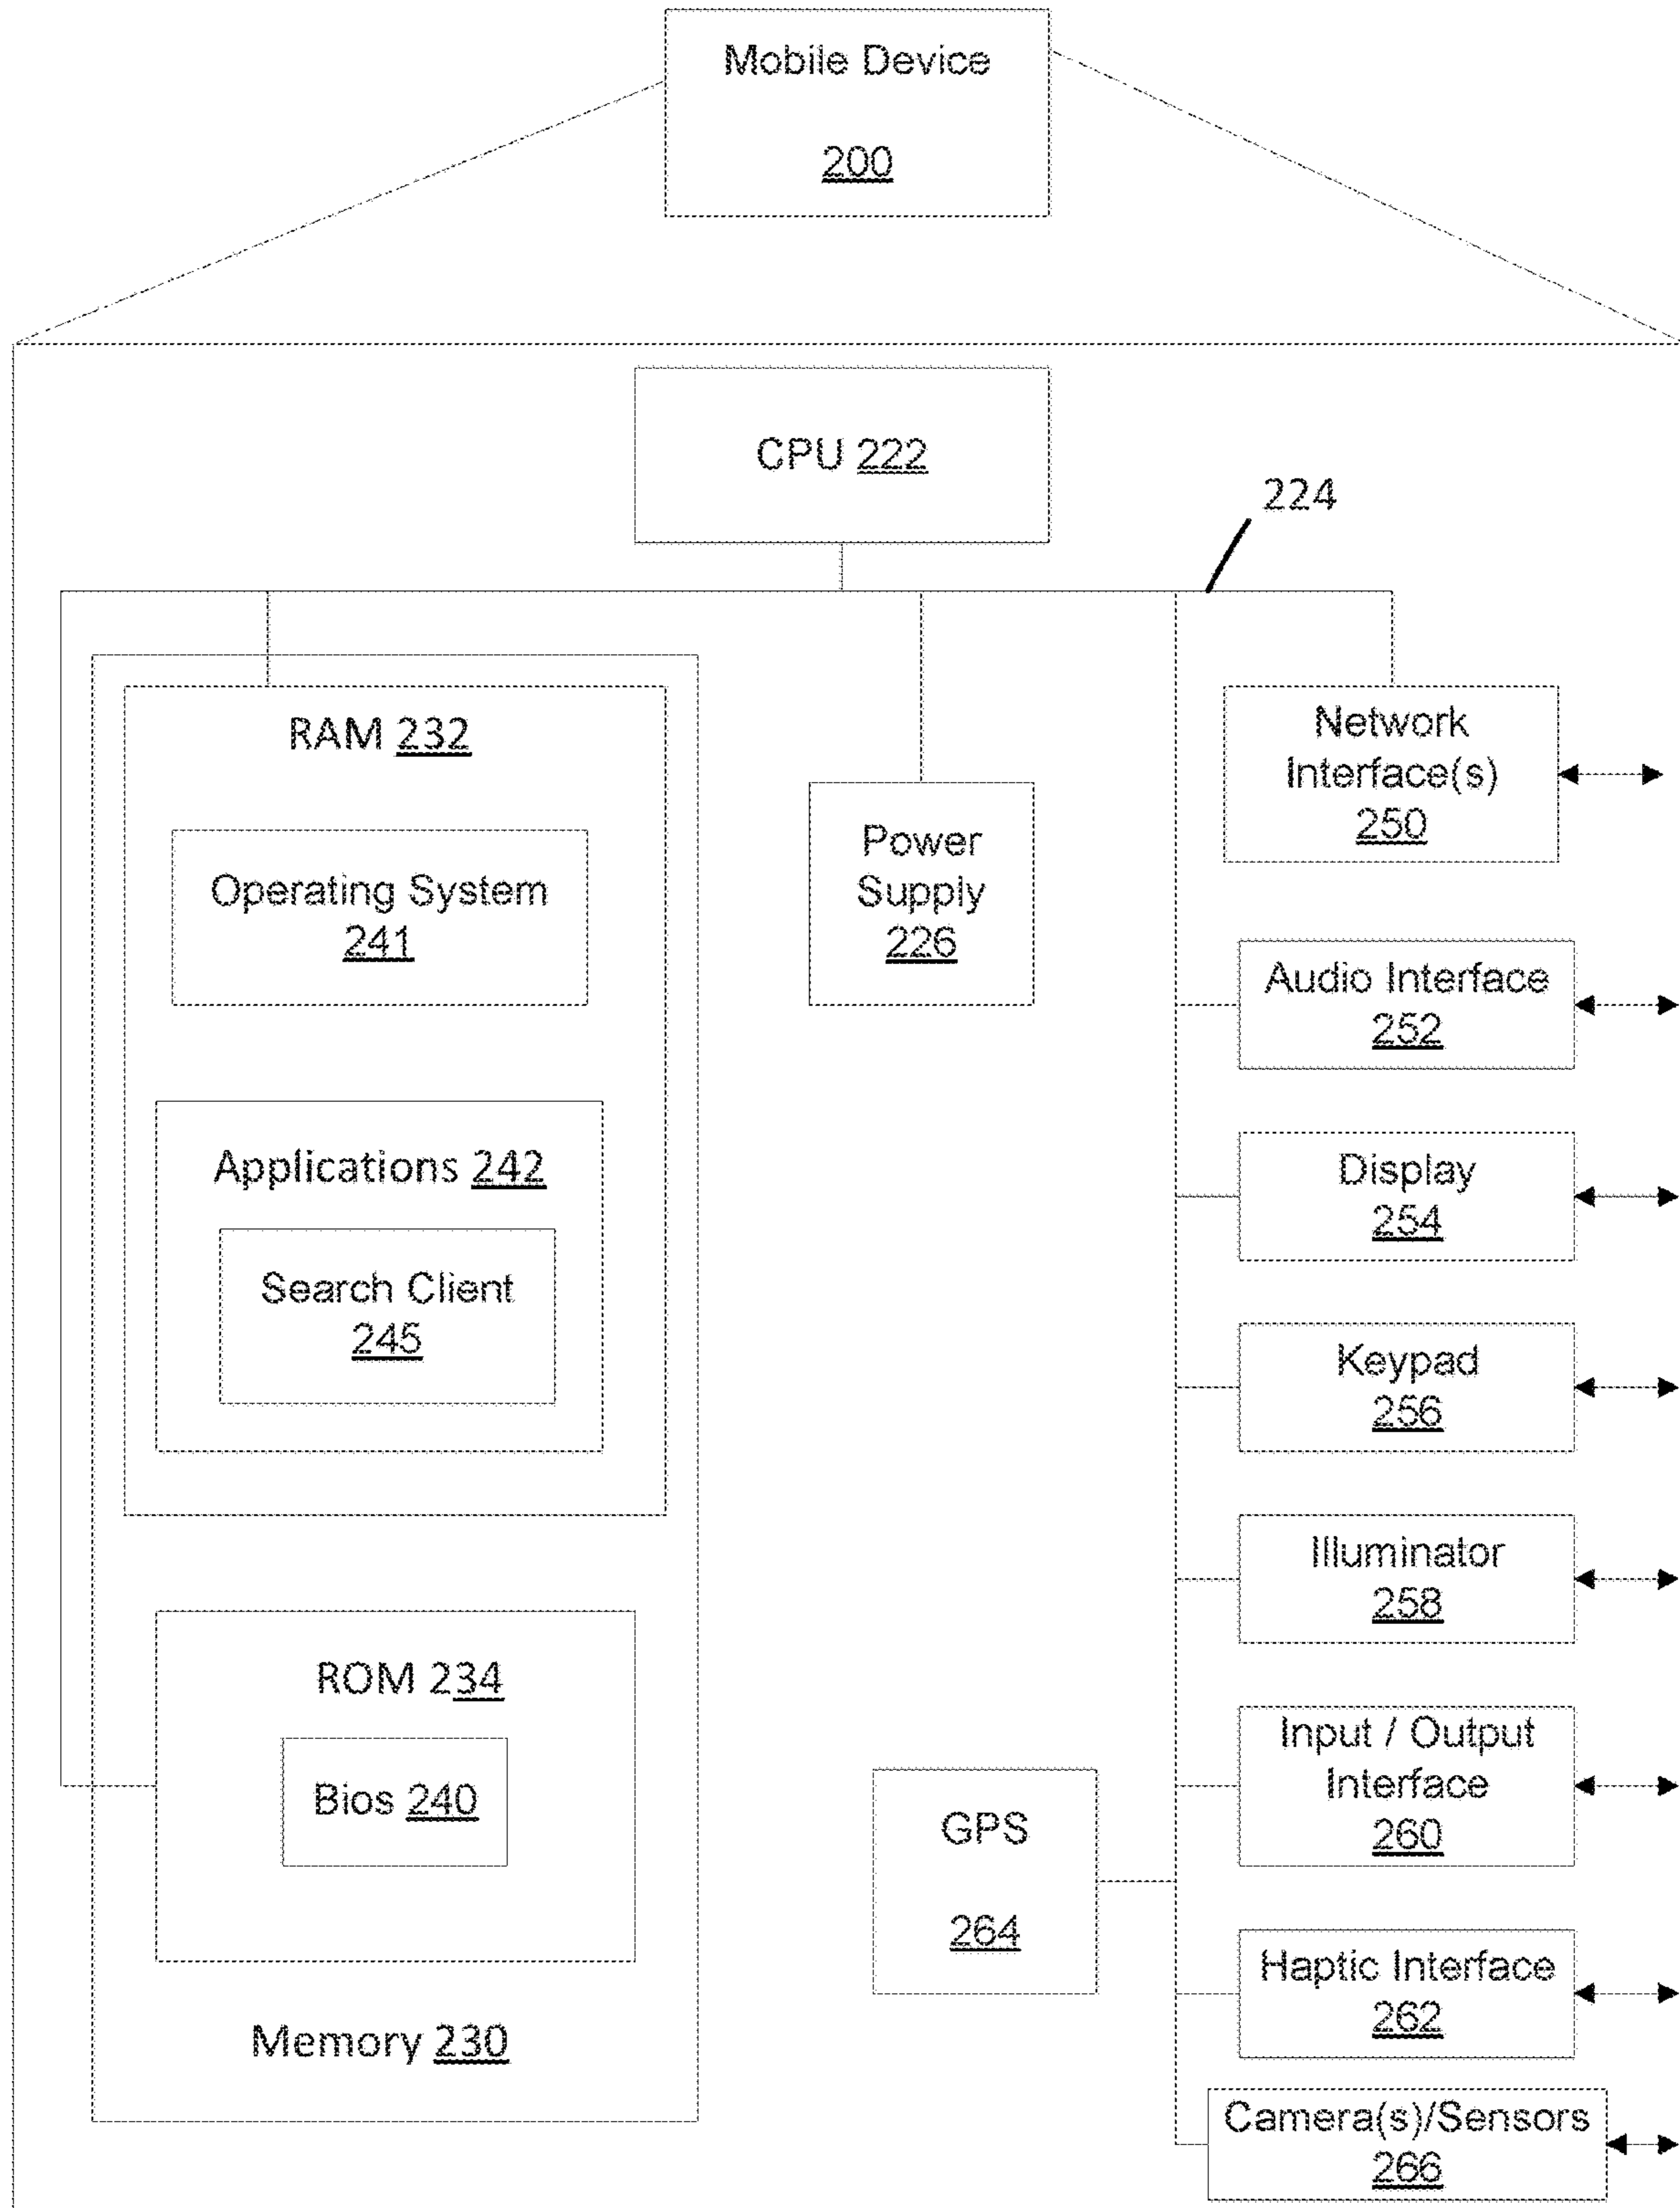 Mobile Device
200
CPU 222
224
RAM 232
Operating System
241
Applications 242
Search Client
245
ROM 234
Bios 240
Memory 230
Power
Supply
226
GPS
264
Network
Interface(s)
250
Audio Interface
252
Display
254
Keypad
256
Illuminator
258
Input / Output
Interface
260
Haptic Interface
262
Camera(s)/Sensors
266